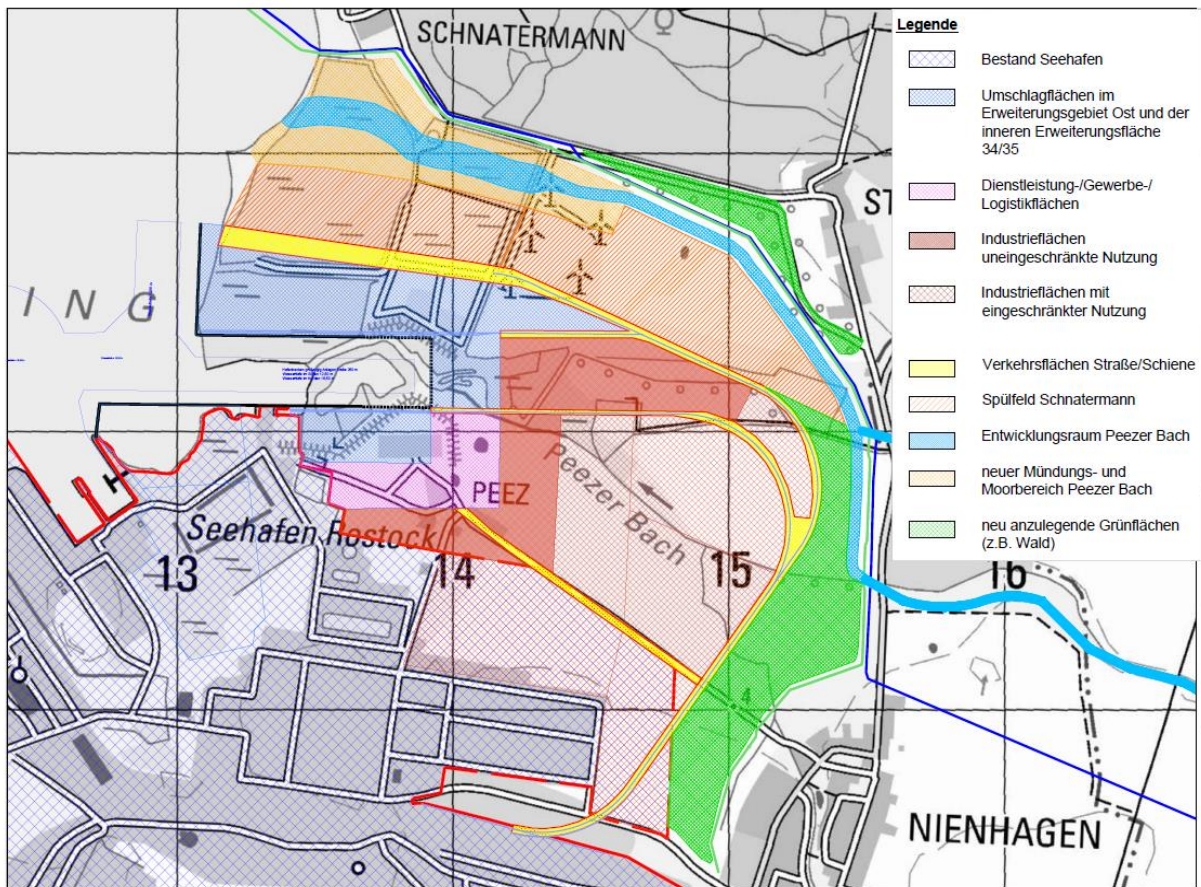 SCHNATERMANN
ST
ING
PEEZ
Peezer Bach
Seehafen Rostock
13
14
15
16
4
NIENHAGEN
Legende
Bestand Seehafen
Umschlagflächen im
Erweiterungsgebiet Ost und der
inneren Erweiterungsfläche
34/35
Dienstleistung-/Gewerbe-/
Logistikflächen
Industrieflächen
uneingeschränkte Nutzung
Industrieflächen mit
eingeschränkter Nutzung
Verkehrsflächen Straße/Schiene
Spülfeld Schnatermann
Entwicklungsraum Peezer Bach
neuer Mündungs- und
Moorbereich Peezer Bach
neu anzulegende Grünflächen
(z.B. Wald)